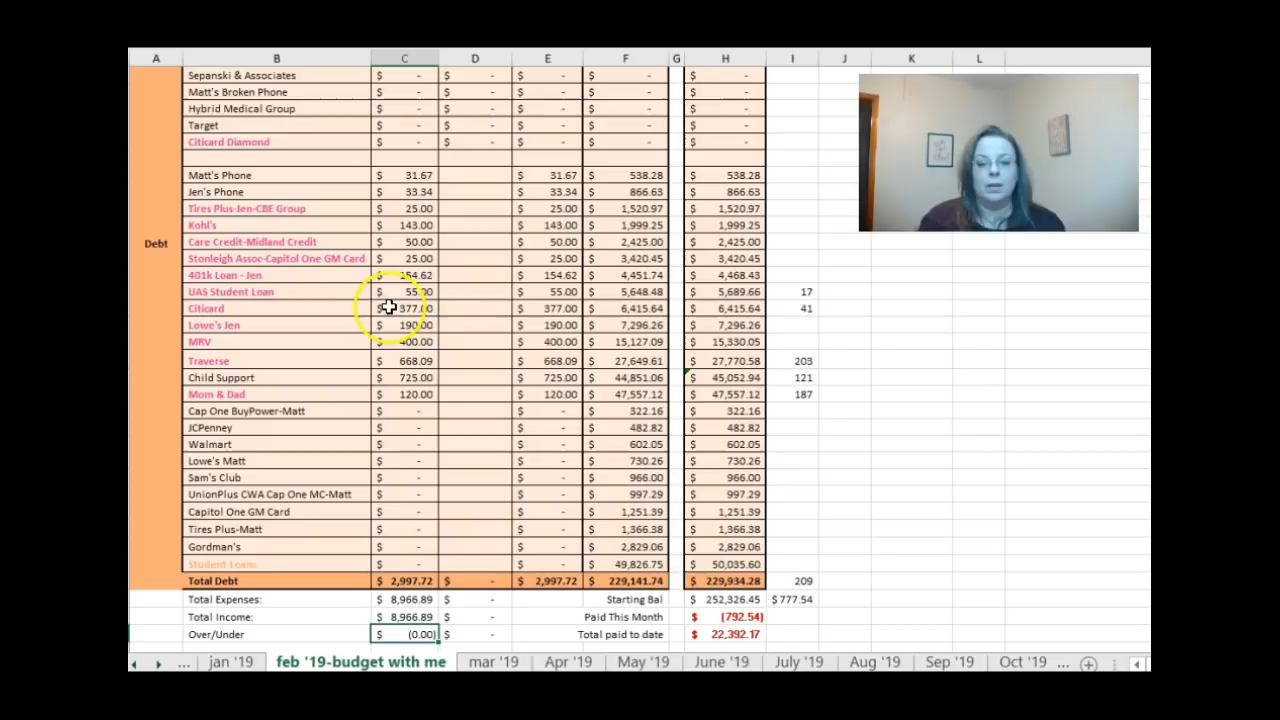 A B C D E F G H I J K L
Sepanski & Associates $ - $ - $ - $ - $ -
Matt's Broken Phone $ - $ - $ - $ - $ -
Hybrid Medical Group $ - $ - $ - $ - $ -
Target $ - $ - $ - $ - $ -
Citicard Diamond $ - $ - $ - $ - $ -
Matt's Phone $ 31.67 $ 31.67 $ 538.28 $ 538.28
Jen's Phone $ 33.34 $ 33.34 $ 866.63 $ 866.63
Tires Plus-Jen-CBE Group $ 25.00 $ 25.00 $ 1,520.97 $ 1,520.97
Kohl's $ 143.00 $ 143.00 $ 1,999.25 $ 1,999.25
Debt Care Credit-Midland Credit $ 50.00 $ 50.00 $ 2,425.00 $ 2,425.00
Stonleigh Assoc-Capitol One GM Card $ 25.00 $ 25.00 $ 3,420.45 $ 3,420.45
401k Loan - Jen $ 154.62 $ 154.62 $ 4,451.74 $ 4,468.43
UAS Student Loan $ 55.00 $ 55.00 $ 5,648.48 $ 5,689.66 17
Citicard $ 377.00 $ 377.00 $ 6,415.64 $ 6,415.64 41
Lowe's Jen $ 190.00 $ 190.00 $ 7,296.26 $ 7,296.26
MRV $ 400.00 $ 400.00 $ 15,127.09 $ 15,330.05
Traverse $ 668.09 $ 668.09 $ 27,649.61 $ 27,770.58 203
Child Support $ 725.00 $ 725.00 $ 44,851.06 $ 45,052.94 121
Mom & Dad $ 120.00 $ 120.00 $ 47,557.12 $ 47,557.12 187
Cap One BuyPower-Matt $ - $ - $ 322.16 $ 322.16
JCPenney $ - $ - $ 482.82 $ 482.82
Walmart $ - $ - $ 602.05 $ 602.05
Lowe's Matt $ - $ - $ 730.26 $ 730.26
Sam's Club $ - $ - $ 966.00 $ 966.00
UnionPlus CWA Cap One MC-Matt $ - $ - $ 997.29 $ 997.29
Capitol One GM Card $ - $ - $ 1,251.39 $ 1,251.39
Tires Plus-Matt $ - $ - $ 1,366.38 $ 1,366.38
Gordman's $ - $ - $ 2,829.06 $ 2,829.06
Student Loans $ - $ - $ 49,826.75 $ 50,035.60
Total Debt $ 2,997.72 $ - $ 2,997.72 $ 229,141.74 $ 229,934.28 209
Total Expenses: $ 8,966.89 $ - Starting Bal $ 252,326.45 $ 777.54
Total Income: $ 8,966.89 $ - Paid This Month $ (792.54)
Over/Under $ (0.00) $ - Total paid to date $ 22,392.17
... jan '19 feb '19-budget with me mar '19 Apr '19 May '19 June '19 July '19 Aug '19 Sep '19 Oct '19 ...